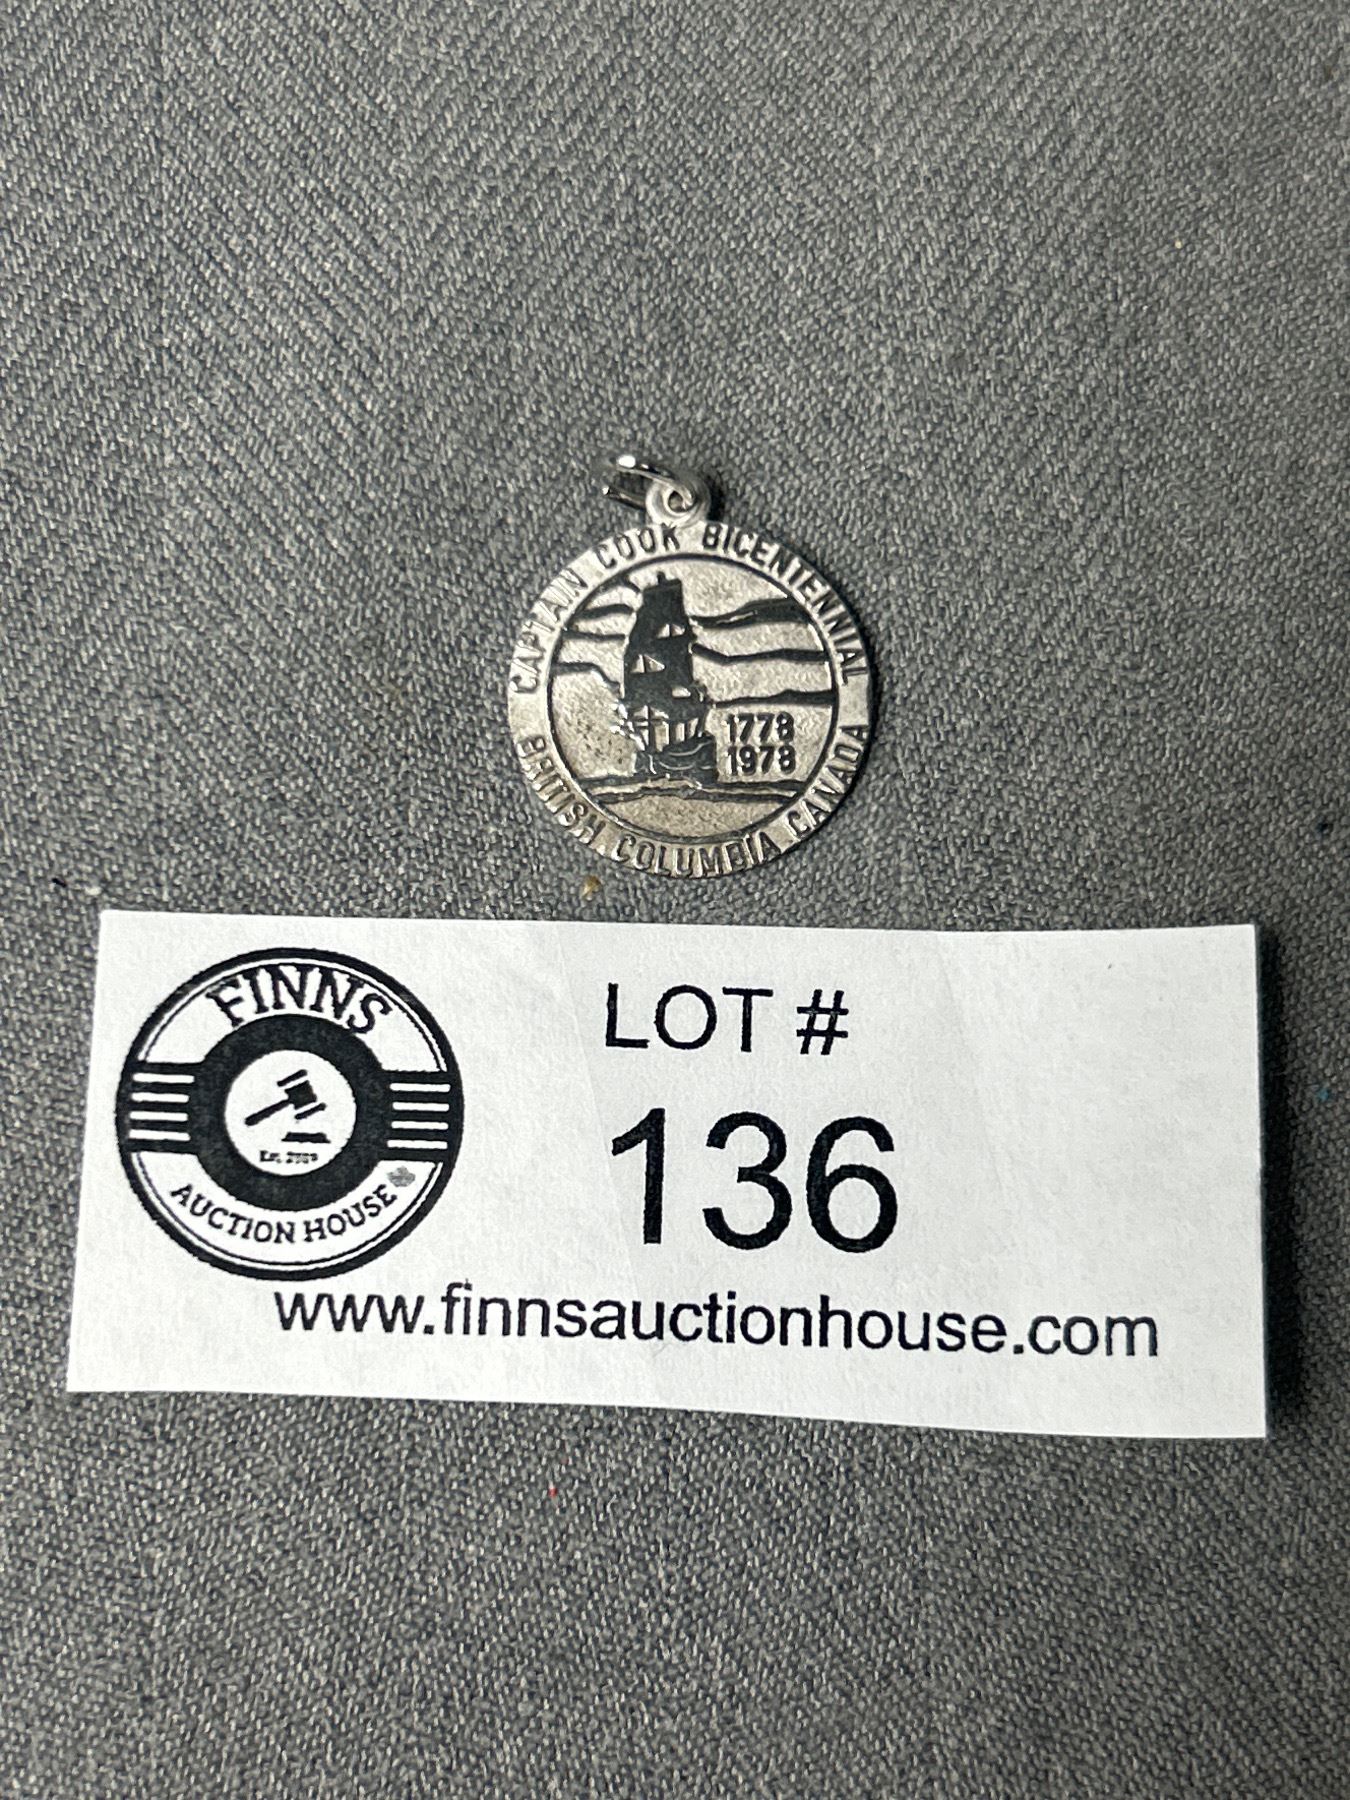 CAPTAIN COOK BICENTENNIAL
1778
1978
BRITISH COLUMBIA CANADA
FINNS
AUCTION HOUSE
LOT #
136
www.finnsauctionhouse.com